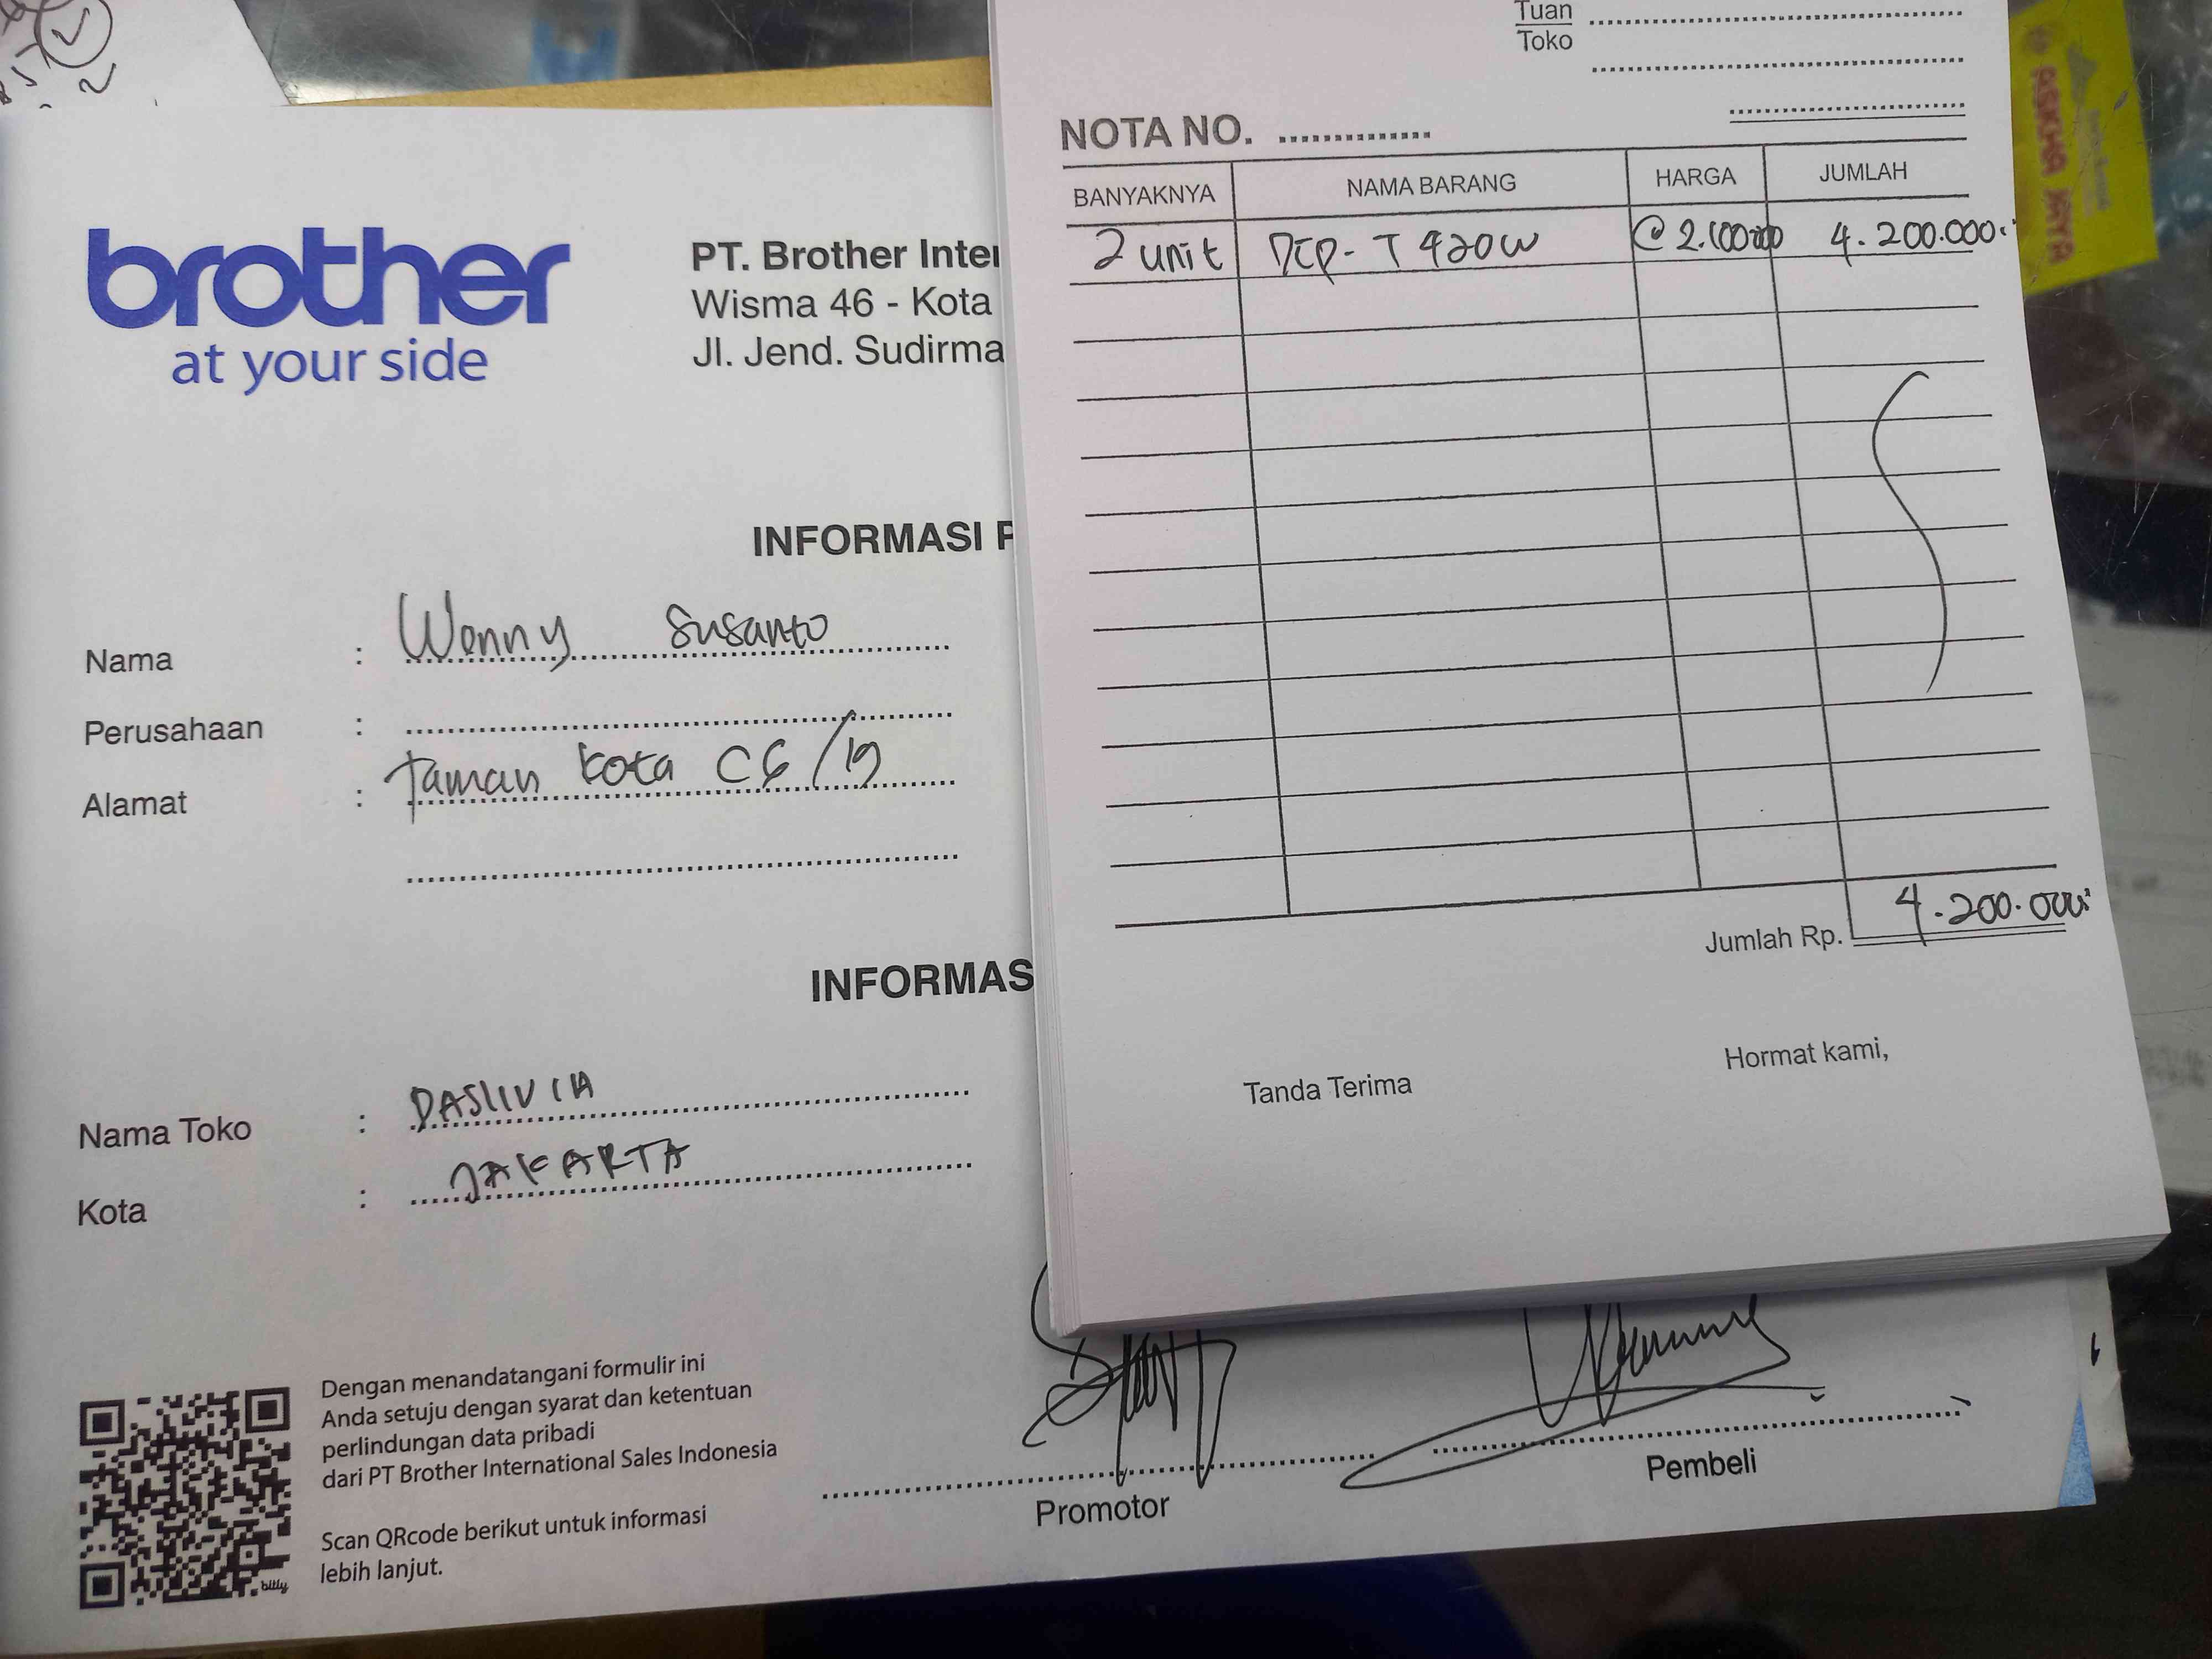 brother
at your side
PT. Brother Inter
Wisma 46 - Kota
Jl. Jend. Sudirma
INFORMASI P
Nama : Wenny Susanto
Perusahaan :
Alamat : Taman Kota C6/19
INFORMAS
Nama Toko : DASLIVIA
Kota : JAKARTA
Dengan menandatangani formulir ini
Anda setuju dengan syarat dan ketentuan
perlindungan data pribadi
dari PT Brother International Sales Indonesia
Scan QRcode berikut untuk informasi
lebih lanjut.
bitly
Promotor
Pembeli
Tuan
Toko
NOTA NO.
BANYAKNYA NAMA BARANG HARGA JUMLAH
2 unit DCP-T420W @ 2.100.000 4.200.000
Jumlah Rp. 4.200.000
Tanda Terima
Hormat kami,
ASKHA JAYA